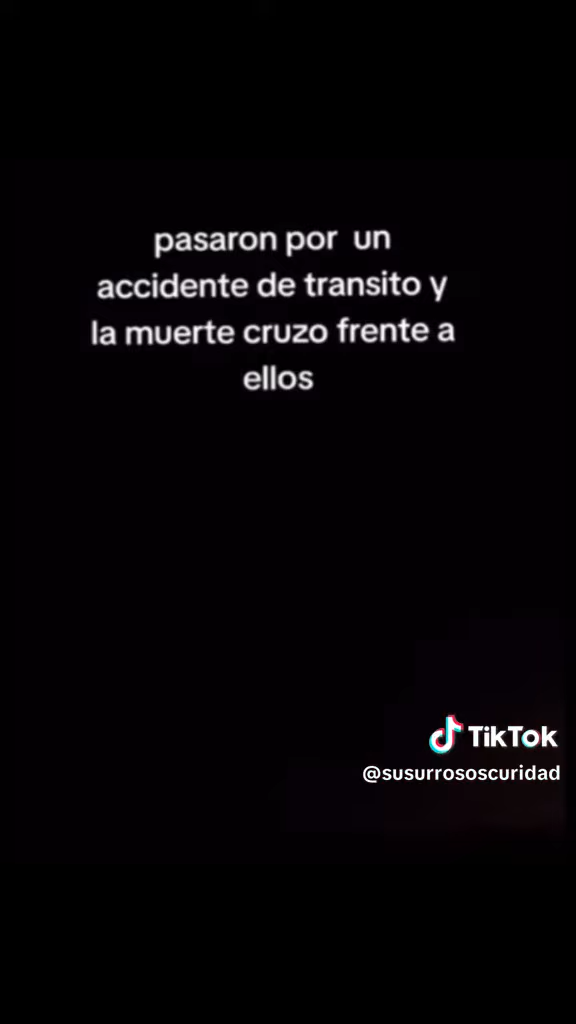 pasaron por un
accidente de transito y
la muerte cruzo frente a
ellos
TikTok
@susurrososcuridad